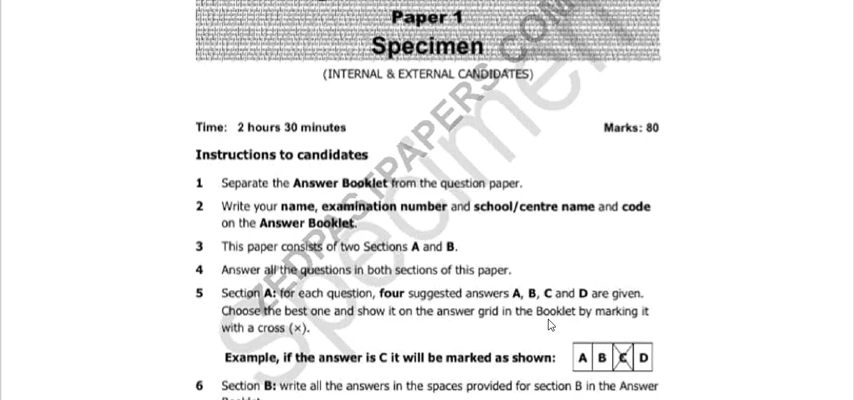 Paper 1
Specimen
(INTERNAL & EXTERNAL CANDIDATES)
Time: 2 hours 30 minutes Marks: 80
Instructions to candidates
1 Separate the Answer Booklet from the question paper.
2 Write your name, examination number and school/centre name and code
on the Answer Booklet.
3 This paper consists of two Sections A and B.
4 Answer all the questions in both sections of this paper.
5 Section A: for each question, four suggested answers A, B, C and D are given.
Choose the best one and show it on the answer grid in the Booklet by marking it
with a cross (×).
Example, if the answer is C it will be marked as shown: A B C D
6 Section B: write all the answers in the spaces provided for section B in the Answer
SZEDPASTPAPERS.COM
Specimen